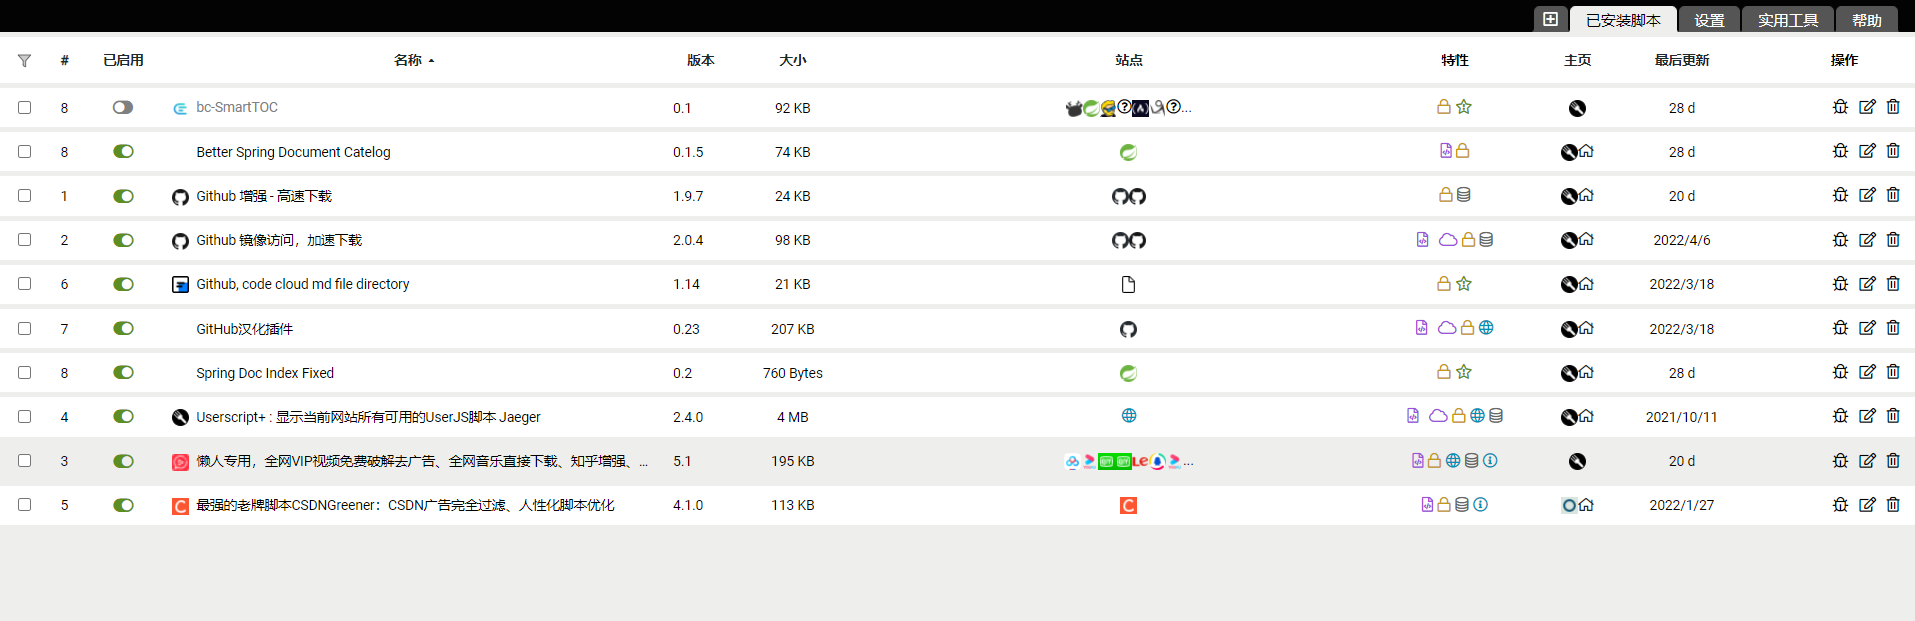 已安装脚本 设置 实用工具 帮助
# 已启用 名称 版本 大小 站点 特性 主页 最后更新 操作
8 bc-SmartTOC 0.1 92 KB ... 28 d
8 Better Spring Document Catelog 0.1.5 74 KB 28 d
1 Github 增强 - 高速下载 1.9.7 24 KB 20 d
2 Github 镜像访问，加速下载 2.0.4 98 KB 2022/4/6
6 Github, code cloud md file directory 1.14 21 KB 2022/3/18
7 GitHub汉化插件 0.23 207 KB 2022/3/18
8 Spring Doc Index Fixed 0.2 760 Bytes 28 d
4 Userscript+ : 显示当前网站所有可用的UserJS脚本 Jaeger 2.4.0 4 MB 2021/10/11
3 懒人专用，全网VIP视频免费破解去广告、全网音乐直接下载、知乎增强、... 5.1 195 KB Le ... 20 d
5 最强的老牌脚本CSDNGreener：CSDN广告完全过滤、人性化脚本优化 4.1.0 113 KB C 2022/1/27